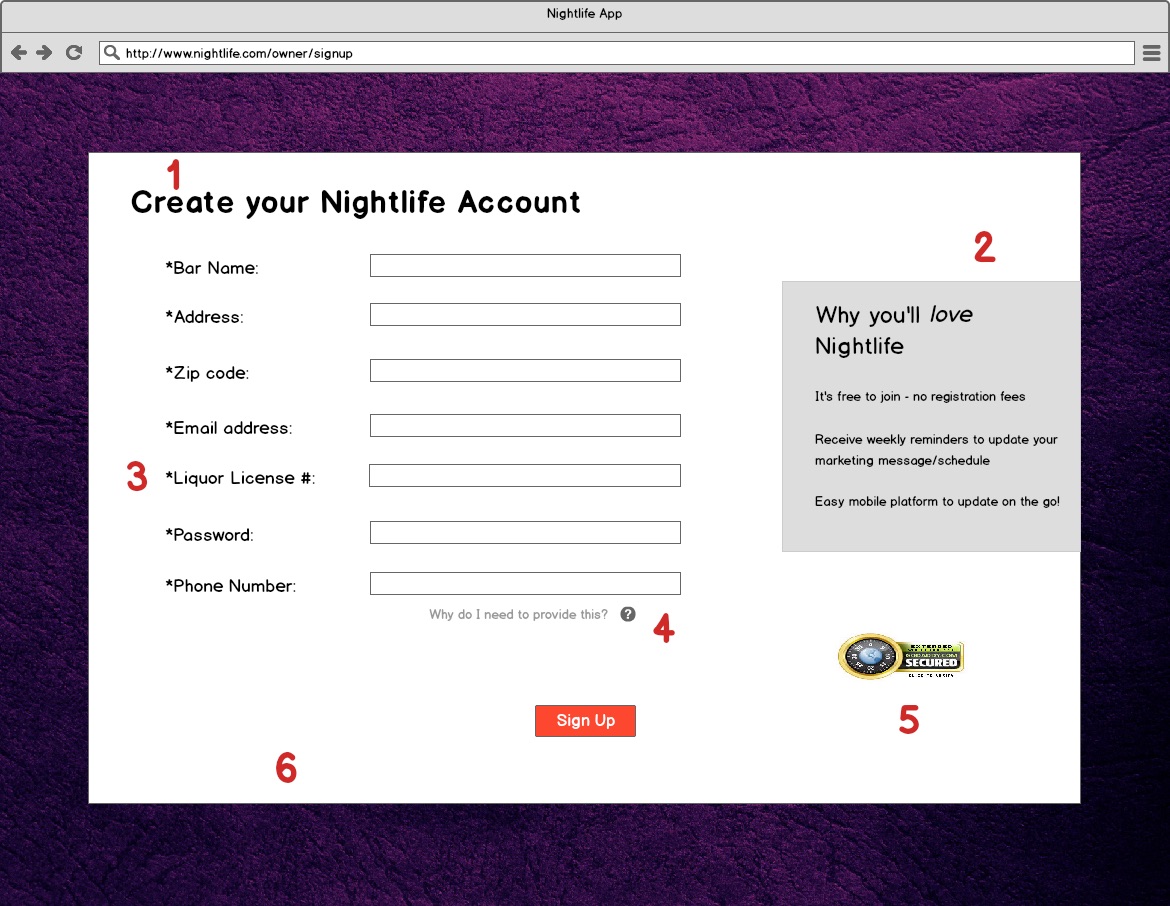 Nightlife App
http://www.nightlife.com/owner/signup
1
Create your Nightlife Account
2
*Bar Name:
*Address:
*Zip code:
*Email address:
3
*Liquor License #:
*Password:
*Phone Number:
Why do I need to provide this? ?
4
Why you'll love
Nightlife
It's free to join - no registration fees
Receive weekly reminders to update your
marketing message/schedule
Easy mobile platform to update on the go!
EXTENDED
SECURED
5
Sign Up
6